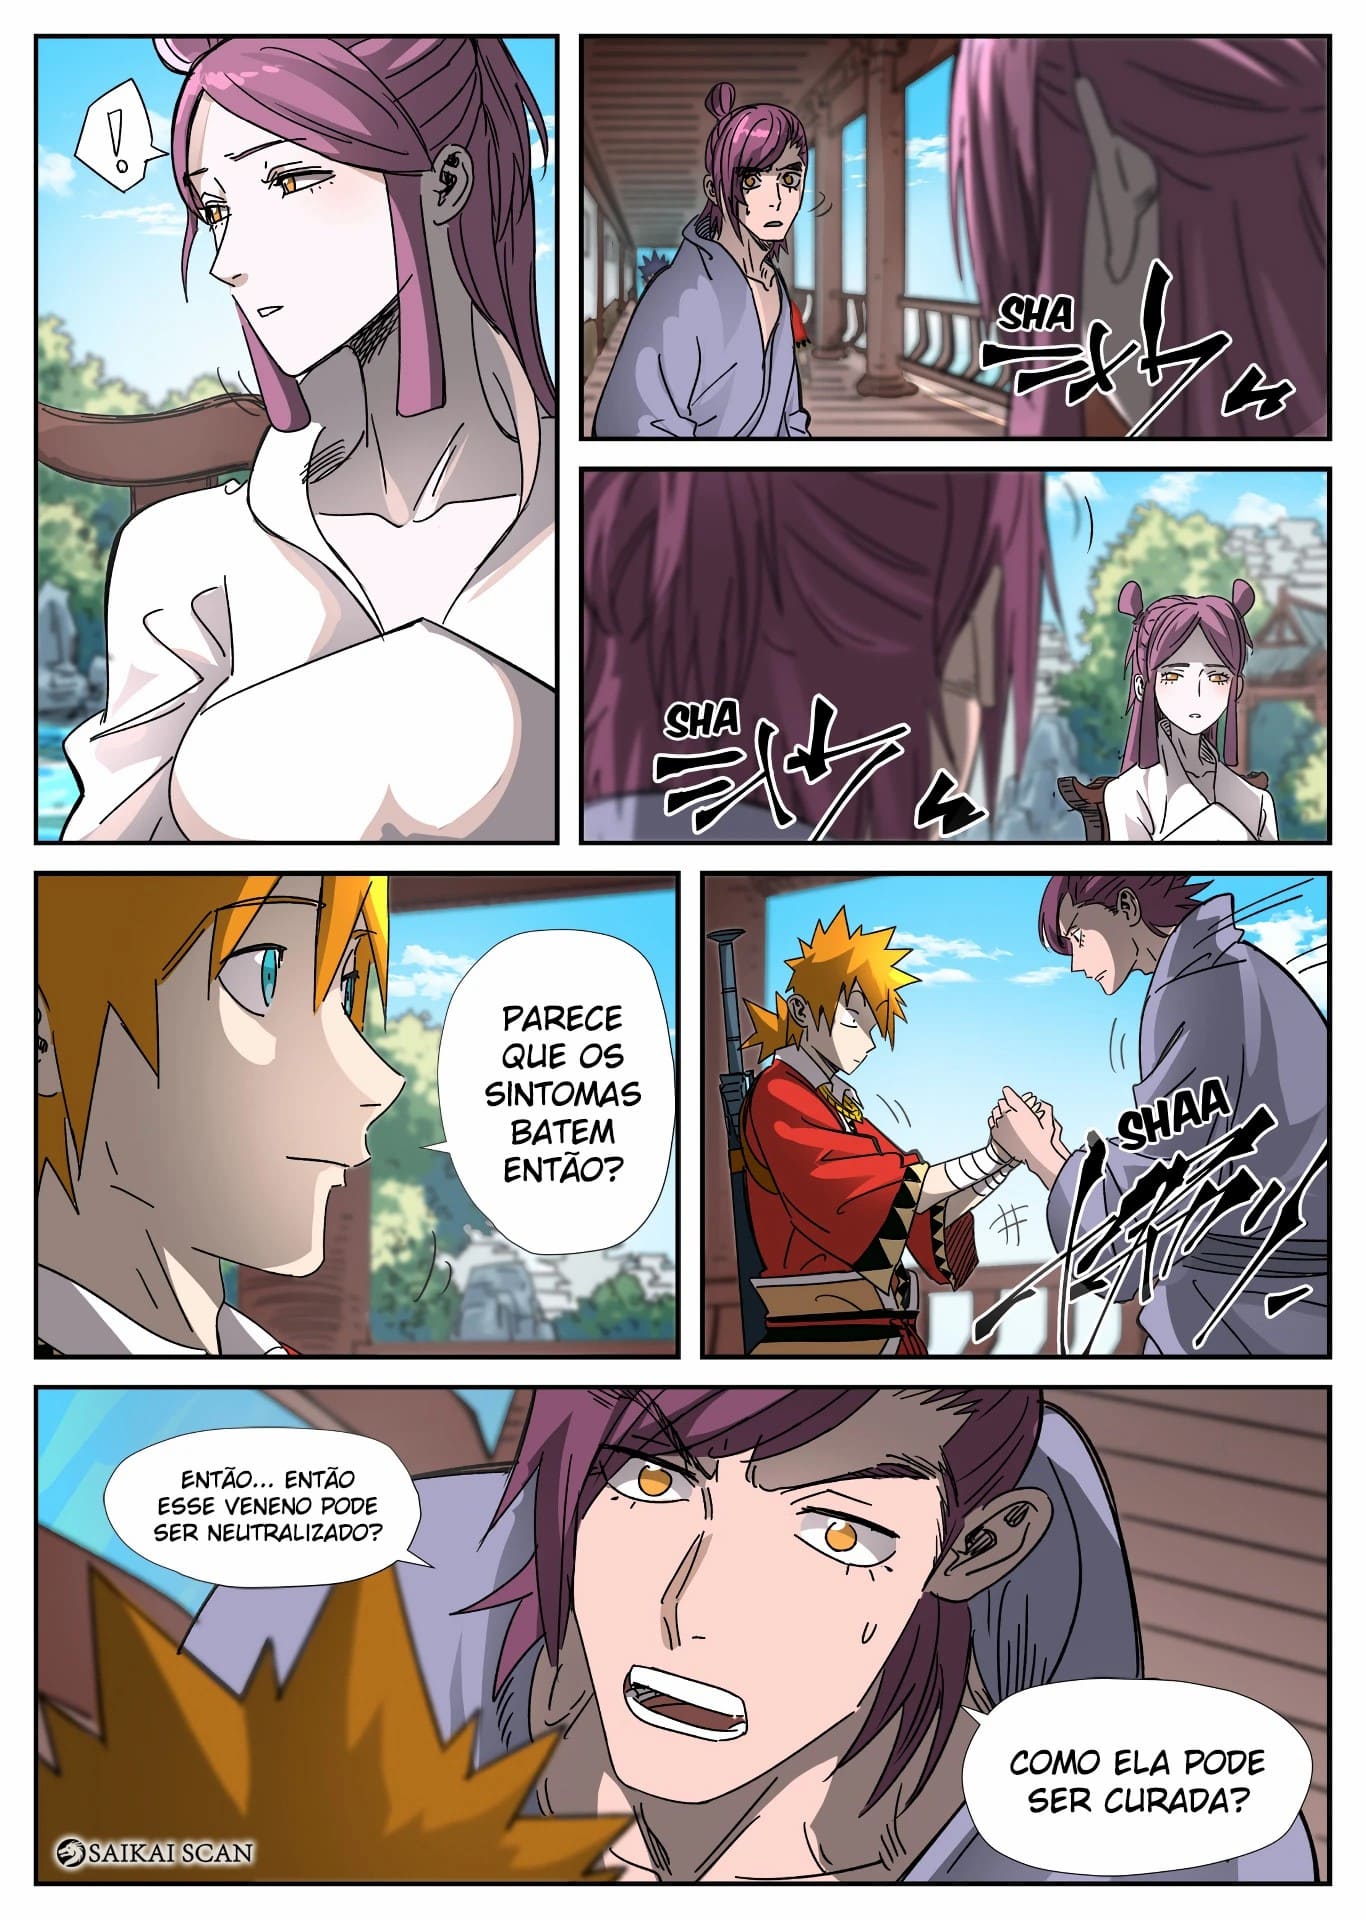 !
SHA
SHA
PARECE
QUE OS
SINTOMAS
BATEM
ENTÃO?
SHAA
ENTÃO... ENTÃO
ESSE VENENO PODE
SER NEUTRALIZADO?
COMO ELA PODE
SER CURADA?
SAIKAI SCAN